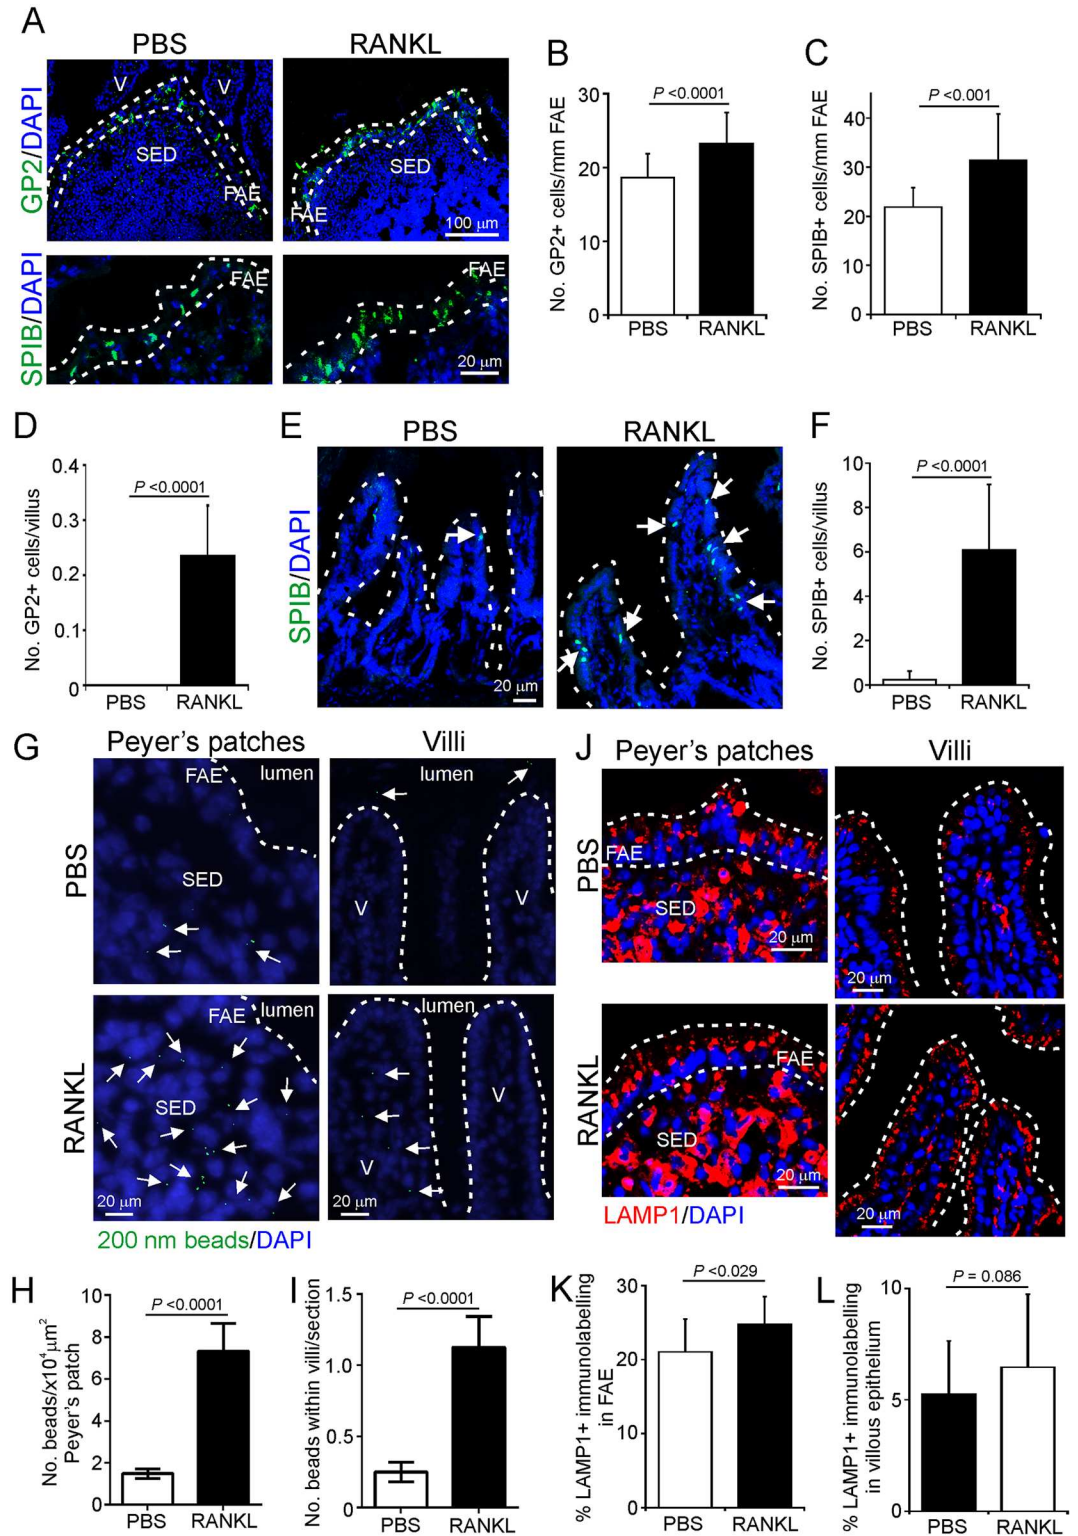 A
PBS
RANKL
GP2/DAPI
V
V
SED
FAE
SED
FAE
100 µm
SPIB/DAPI
FAE
FAE
20 µm
B
No. GP2+ cells/mm FAE
P <0.0001
30
20
10
0
PBS
RANKL
C
No. SPIB+ cells/mm FAE
P <0.001
40
30
20
10
0
PBS
RANKL
D
No. GP2+ cells/villus
P <0.0001
0.4
0.3
0.2
0.1
0
PBS
RANKL
E
PBS
RANKL
SPIB/DAPI
20 µm
20 µm
F
No. SPIB+ cells/villus
P <0.0001
10
8
6
4
2
0
PBS
RANKL
G
Peyer's patches
Villi
PBS
FAE
lumen
SED
lumen
V
V
RANKL
FAE
lumen
SED
20 µm
lumen
V
V
20 µm
200 nm beads/DAPI
J
Peyer's patches
Villi
PBS
FAE
SED
20 µm
20 µm
RANKL
FAE
SED
20 µm
20 µm
LAMP1/DAPI
H
No. beads/x10⁴µm²
Peyer's patch
P <0.0001
10
8
6
4
2
0
PBS
RANKL
I
No. beads within villi/section
P <0.0001
1.5
1.0
0.5
0
PBS
RANKL
K
% LAMP1+ immunolabelling
in FAE
P <0.029
30
20
10
0
PBS
RANKL
L
% LAMP1+ immunolabelling
in villous epithelium
P = 0.086
10
5
0
PBS
RANKL